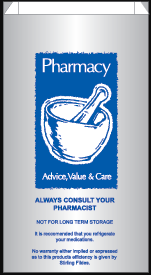 Pharmacy
Advice,Value & Care
ALWAYS CONSULT YOUR
PHARMACIST
NOT FOR LONG TERM STORAGE
It is recommended that you refrigerate
your medications.
No warranty either implied or expressed
as to this products efficiency is given by
Stirling Fildes.